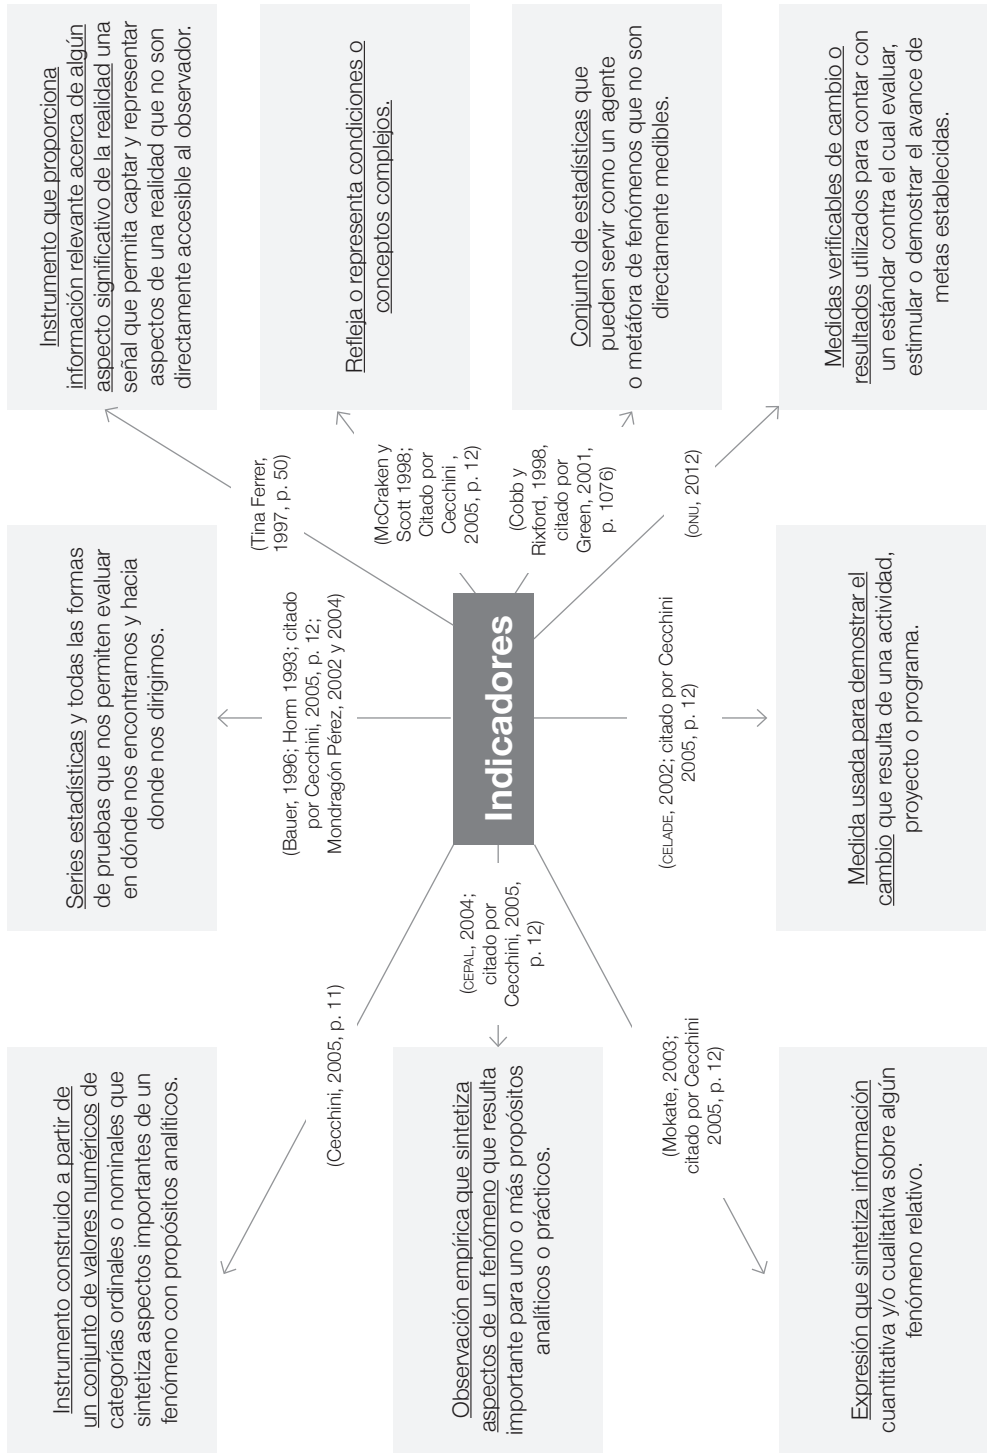 Instrumento construido a partir de
un conjunto de valores numéricos de
categorías ordinales o nominales que
sintetiza aspectos importantes de un
fenómeno con propósitos analíticos.
(Cecchini, 2005, p. 11)
Series estadísticas y todas las formas
de pruebas que nos permiten evaluar
en dónde nos encontramos y hacia
donde nos dirigimos.
(Bauer, 1996; Horm 1993; citado
por Cecchini, 2005, p. 12;
Mondragón Pérez, 2002 y 2004)
Instrumento que proporciona
información relevante acerca de algún
aspecto significativo de la realidad una
señal que permita captar y representar
aspectos de una realidad que no son
directamente accesible al observador.
(Tina Ferrer,
1997, p. 50)
Refleja o representa condiciones o
conceptos complejos.
(McCraken y
Scott 1998;
Citado por
Cecchini ,
2005, p. 12)
Observación empírica que sintetiza
aspectos de un fenómeno que resulta
importante para uno o más propósitos
analíticos o prácticos.
(CEPAL, 2004;
citado por
Cecchini, 2005,
p. 12)
Indicadores
Conjunto de estadísticas que
pueden servir como un agente
o metáfora de fenómenos que no son
directamente medibles.
(Cobb y
Rixford, 1998,
citado por
Green, 2001,
p. 1076)
(Mokate, 2003;
citado por Cecchini
2005, p. 12)
Expresión que sintetiza información
cuantitativa y/o cualitativa sobre algún
fenómeno relativo.
(CELADE, 2002; citado por Cecchini
2005, p. 12)
Medida usada para demostrar el
cambio que resulta de una actividad,
proyecto o programa.
(ONU, 2012)
Medidas verificables de cambio o
resultados utilizados para contar con
un estándar contra el cual evaluar,
estimular o demostrar el avance de
metas establecidas.